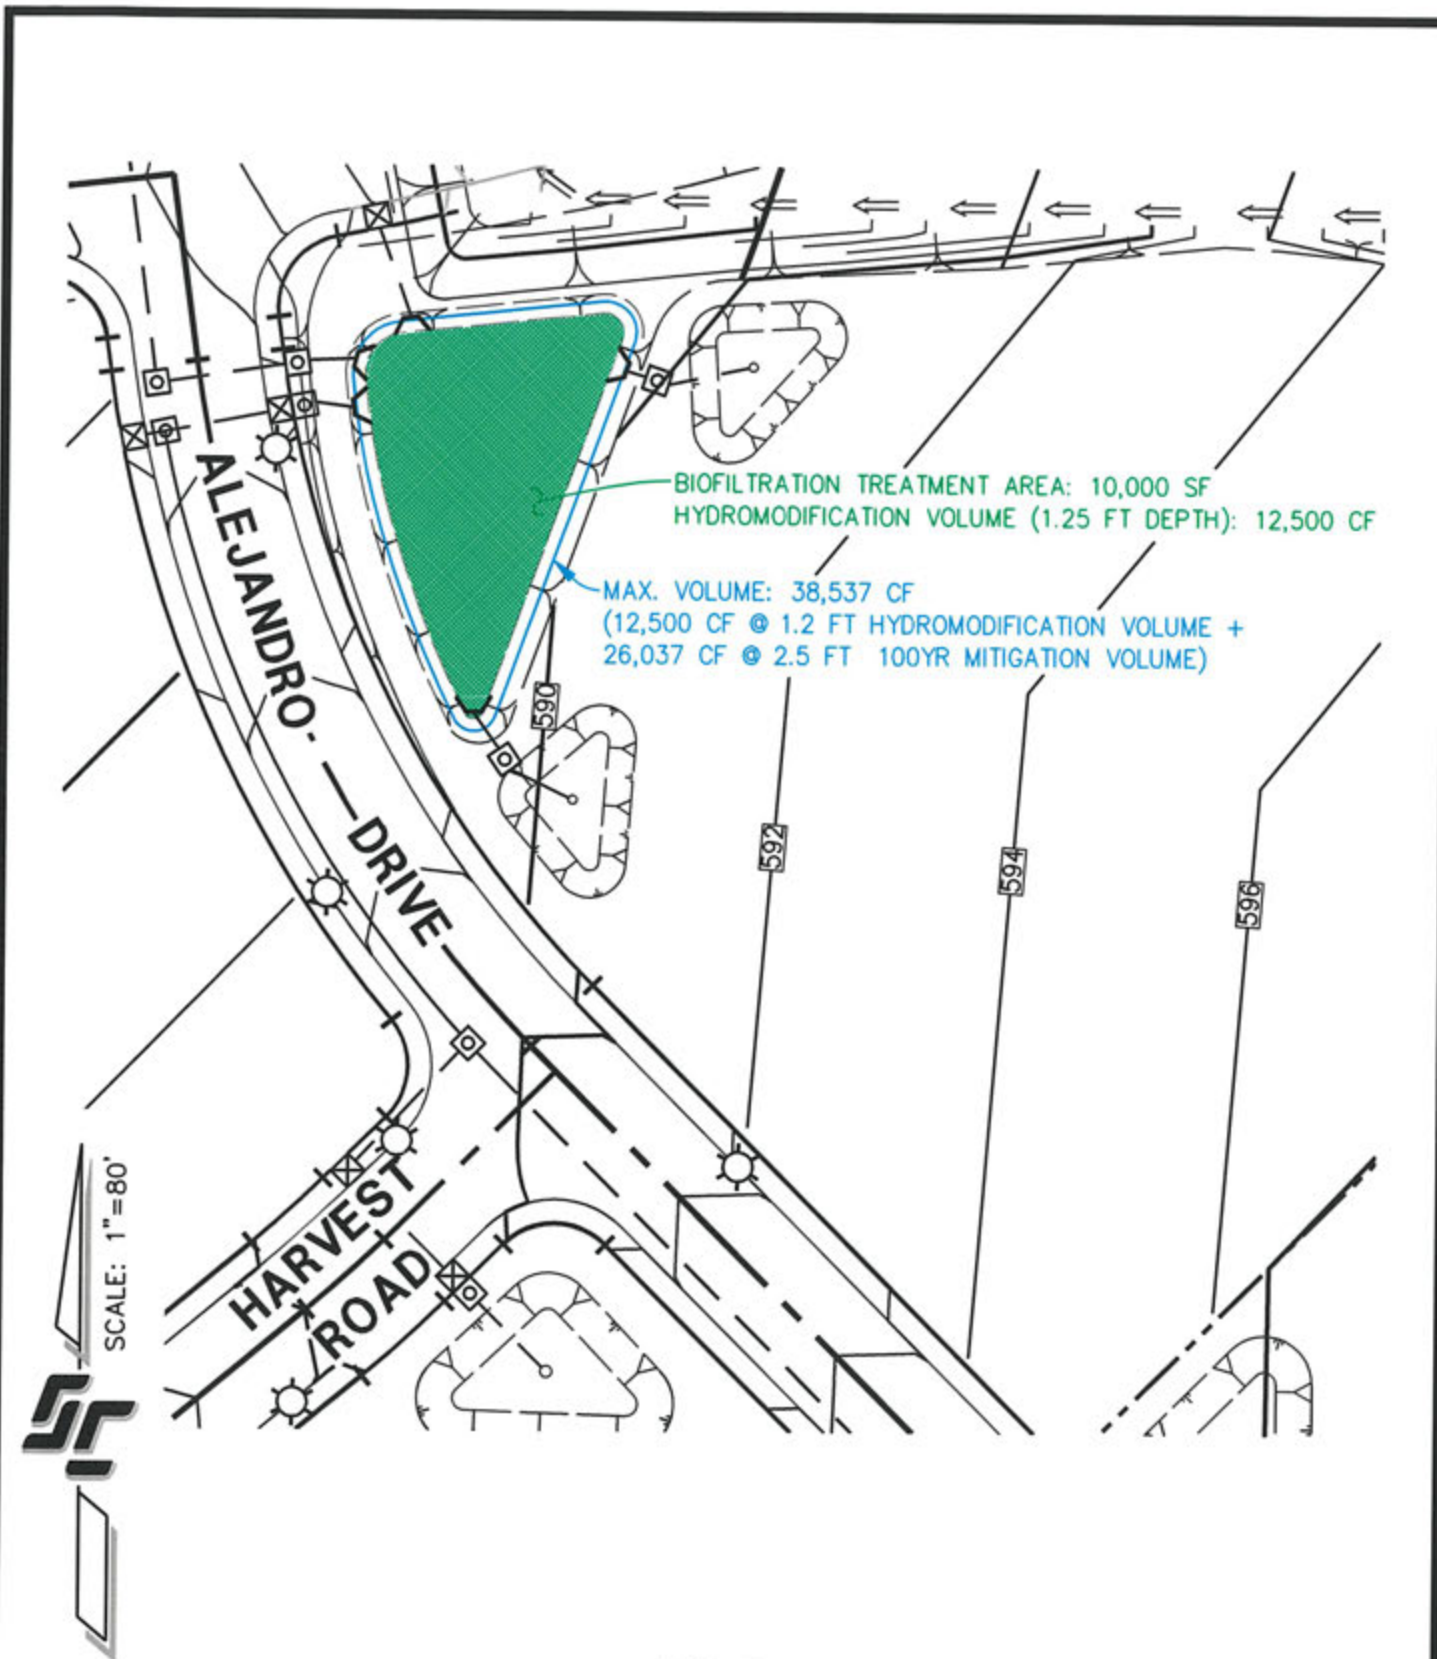 ALEJANDRO
DRIVE
BIOFILTRATION TREATMENT AREA: 10,000 SF
HYDROMODIFICATION VOLUME (1.25 FT DEPTH): 12,500 CF
MAX. VOLUME: 38,537 CF
(12,500 CF @ 1.2 FT HYDROMODIFICATION VOLUME +
26,037 CF @ 2.5 FT 100YR MITIGATION VOLUME)
590
592
594
596
HARVEST
ROAD
SCALE: 1"=80'